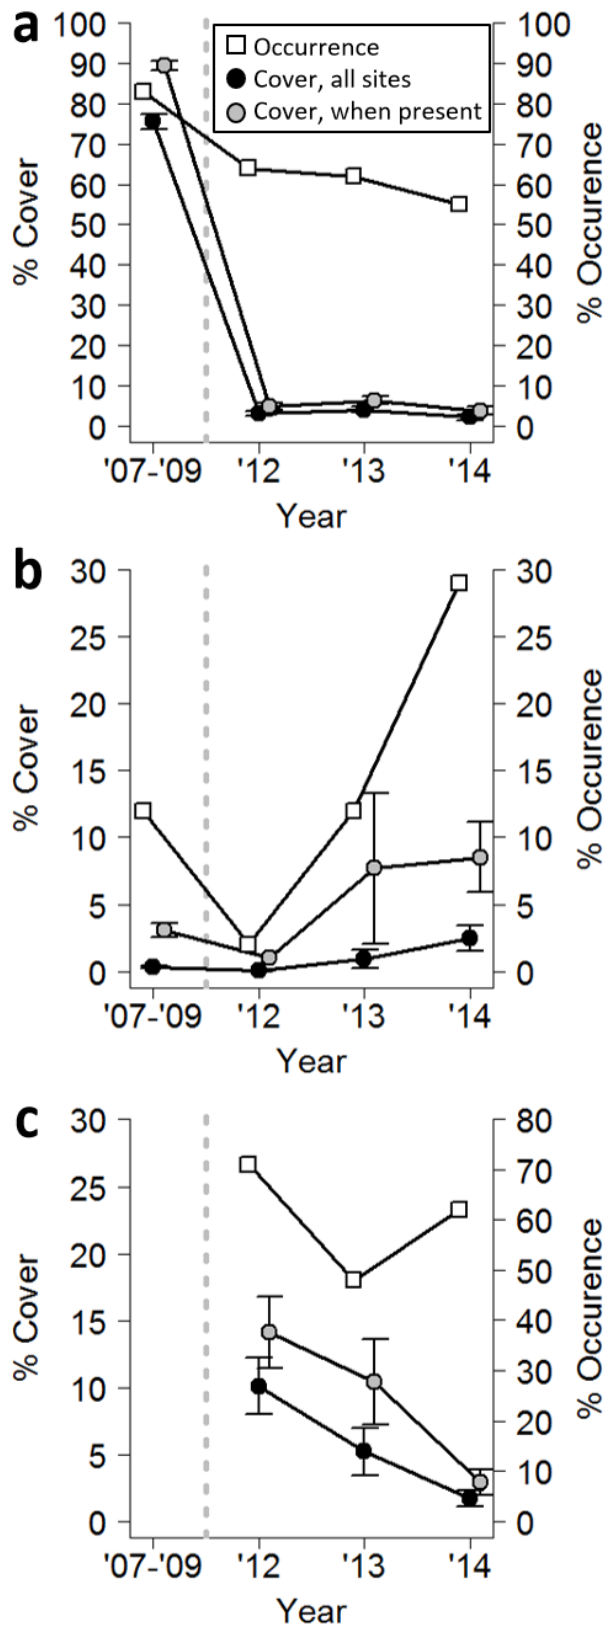 a
100
90
80
70
60
50
40
30
20
10
0
% Cover
100
90
80
70
60
50
40
30
20
10
0
% Occurence
Occurrence
Cover, all sites
Cover, when present
'07-'09 '12 '13 '14
Year
b
30
25
20
15
10
5
0
% Cover
30
25
20
15
10
5
0
% Occurence
'07-'09 '12 '13 '14
Year
c
30
25
20
15
10
5
0
% Cover
80
70
60
50
40
30
20
10
0
% Occurence
'07-'09 '12 '13 '14
Year